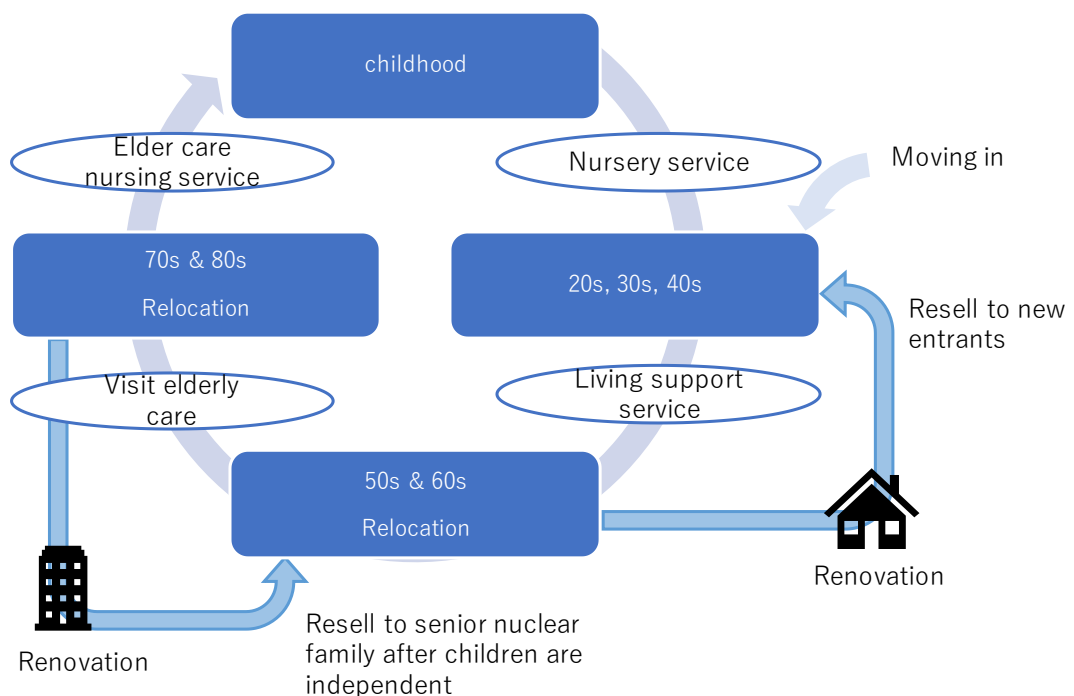 childhood
Elder care
nursing service
Nursery service
Moving in
70s & 80s
Relocation
20s, 30s, 40s
Resell to new
entrants
Visit elderly
care
Living support
service
50s & 60s
Relocation
Renovation
Resell to senior nuclear
family after children are
independent
Renovation